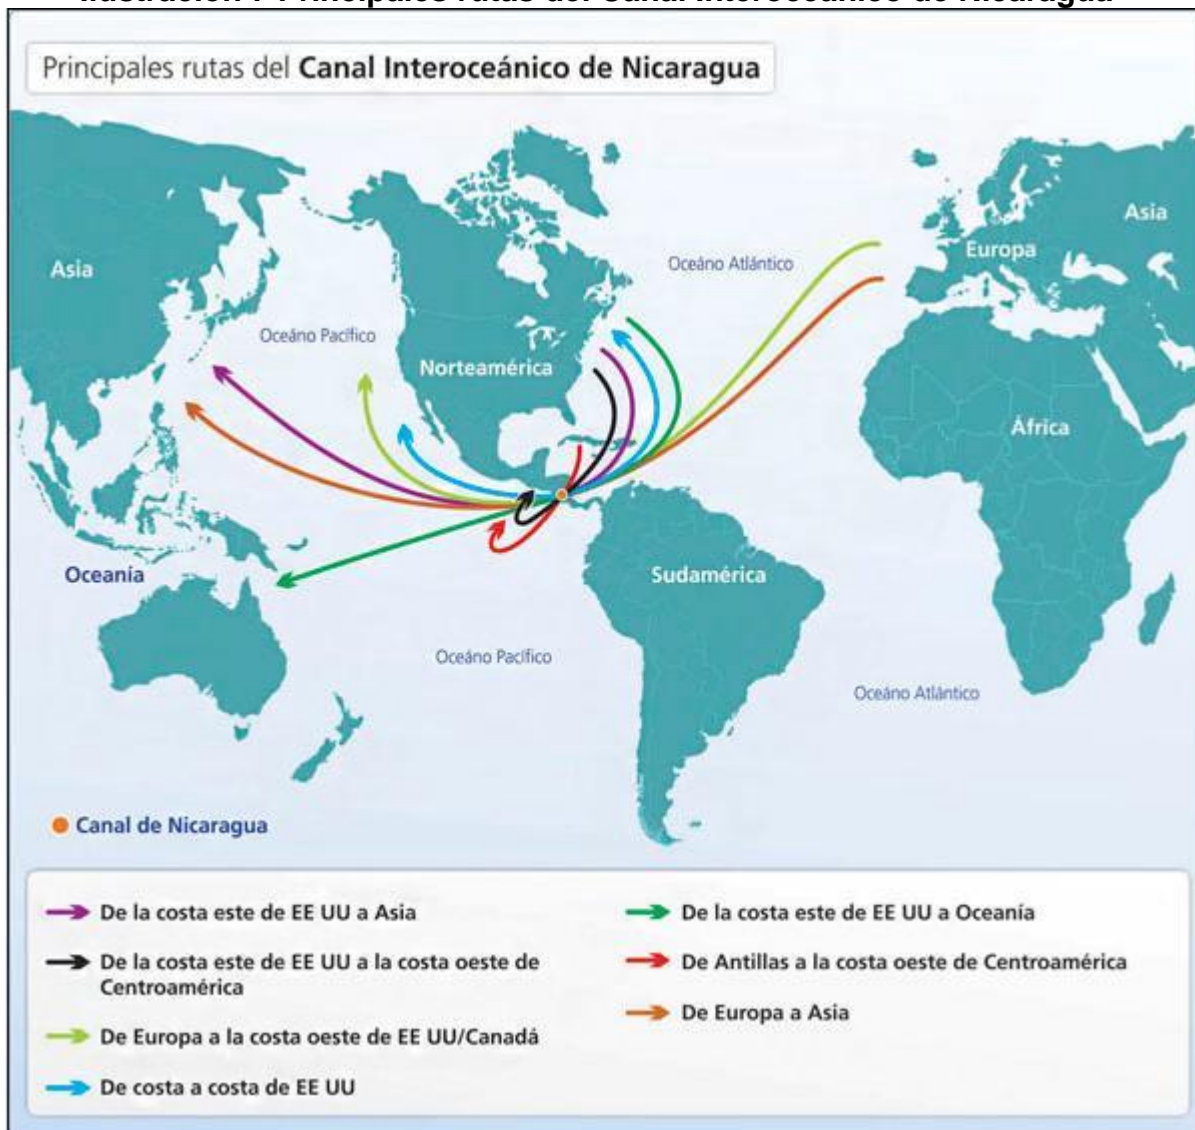 Principales rutas del Canal Interoceánico de Nicaragua
Asia
Europa
Asia
Océano Atlántico
Océano Pacífico
Norteamérica
África
Oceanía
Sudamérica
Océano Pacífico
Océano Atlántico
Canal de Nicaragua
De la costa este de EE UU a Asia
De la costa este de EE UU a la costa oeste de
Centroamérica
De Europa a la costa oeste de EE UU/Canadá
De costa a costa de EE UU
De la costa este de EE UU a Oceanía
De Antillas a la costa oeste de Centroamérica
De Europa a Asia